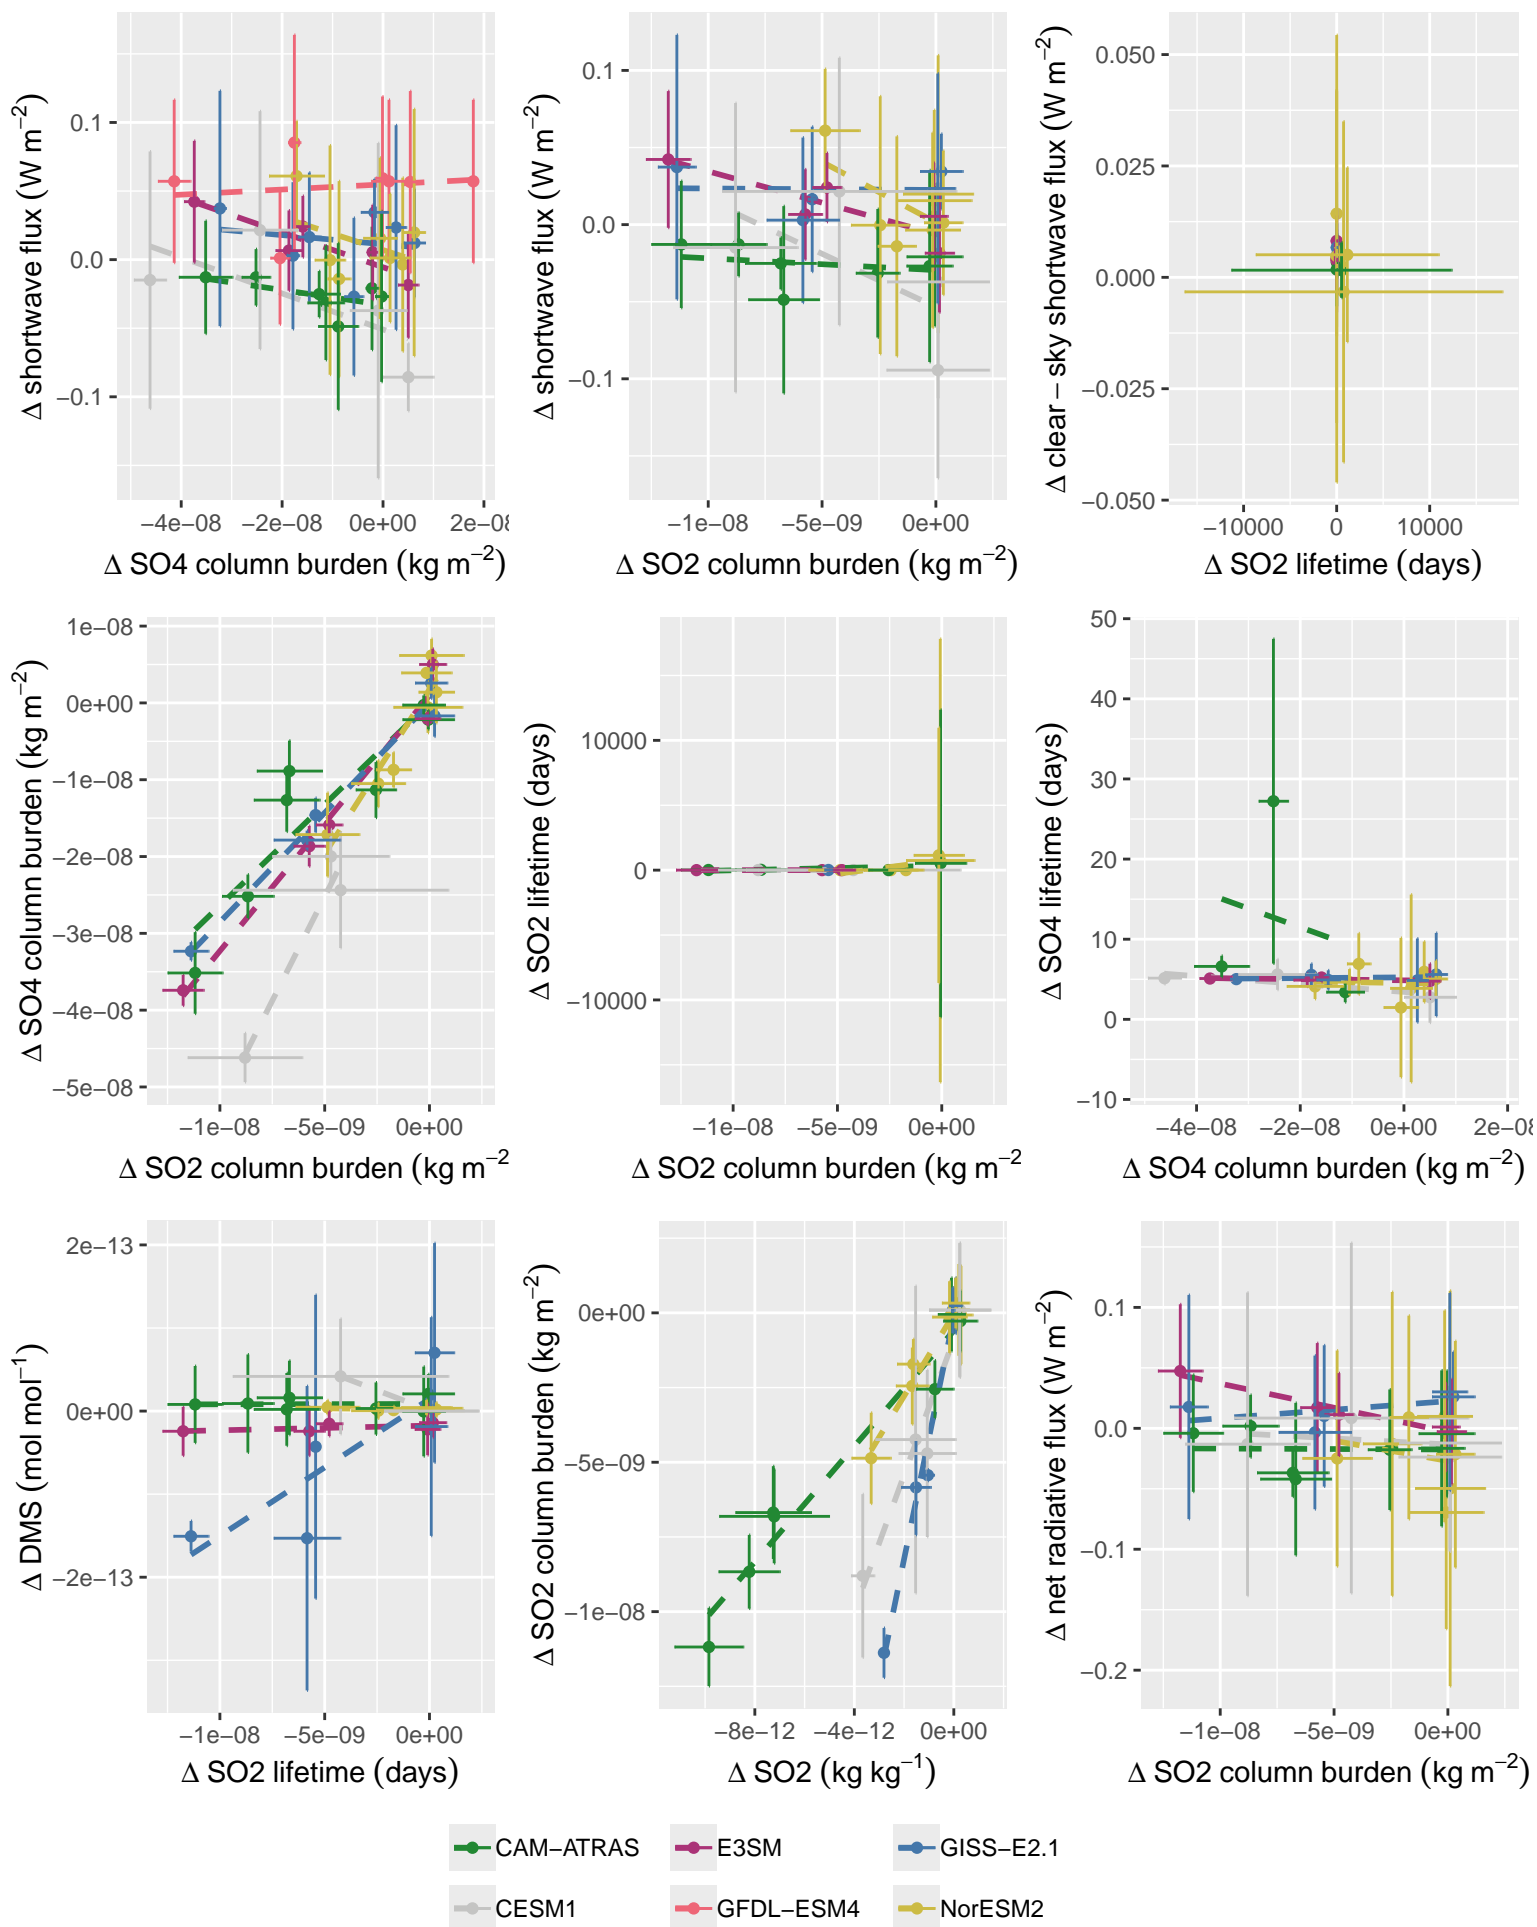 Δ shortwave flux (W m−2)
0.1
0.0
−0.1
−4e−08 −2e−08 0e+00 2e−08
Δ SO4 column burden (kg m−2)
Δ shortwave flux (W m−2)
0.1
0.0
−0.1
−1e−08 −5e−09 0e+00
Δ SO2 column burden (kg m−2)
Δ clear − sky shortwave flux (W m−2)
0.050
0.025
0.000
−0.025
−0.050
−10000 0 10000
Δ SO2 lifetime (days)
Δ SO4 column burden (kg m−2)
1e−08
0e+00
−1e−08
−2e−08
−3e−08
−4e−08
−5e−08
−1e−08 −5e−09 0e+00
Δ SO2 column burden (kg m−2
Δ SO2 lifetime (days)
10000
0
−10000
−1e−08 −5e−09 0e+00
Δ SO2 column burden (kg m−2
Δ SO4 lifetime (days)
50
40
30
20
10
0
−10
−4e−08 −2e−08 0e+00 2e−08
Δ SO4 column burden (kg m−2)
Δ DMS (mol mol−1)
2e−13
0e+00
−2e−13
−1e−08 −5e−09 0e+00
Δ SO2 lifetime (days)
Δ SO2 column burden (kg m−2)
0e+00
−5e−09
−1e−08
−8e−12 −4e−12 0e+00
Δ SO2 (kg kg−1)
Δ net radiative flux (W m−2)
0.1
0.0
−0.1
−0.2
−1e−08 −5e−09 0e+00
Δ SO2 column burden (kg m−2)
CAM−ATRAS E3SM GISS−E2.1
CESM1 GFDL−ESM4 NorESM2